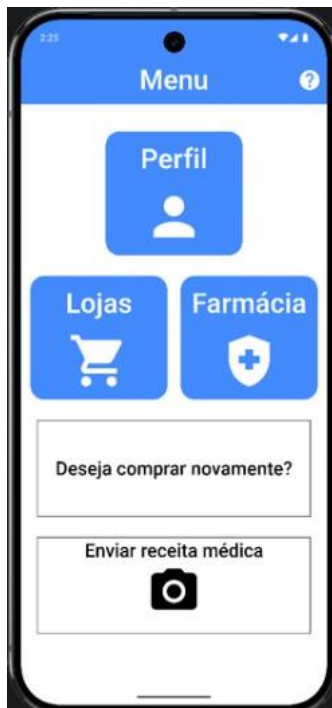 2:25
Menu
?
Perfil
Lojas
Farmácia
Deseja comprar novamente?
Enviar receita médica